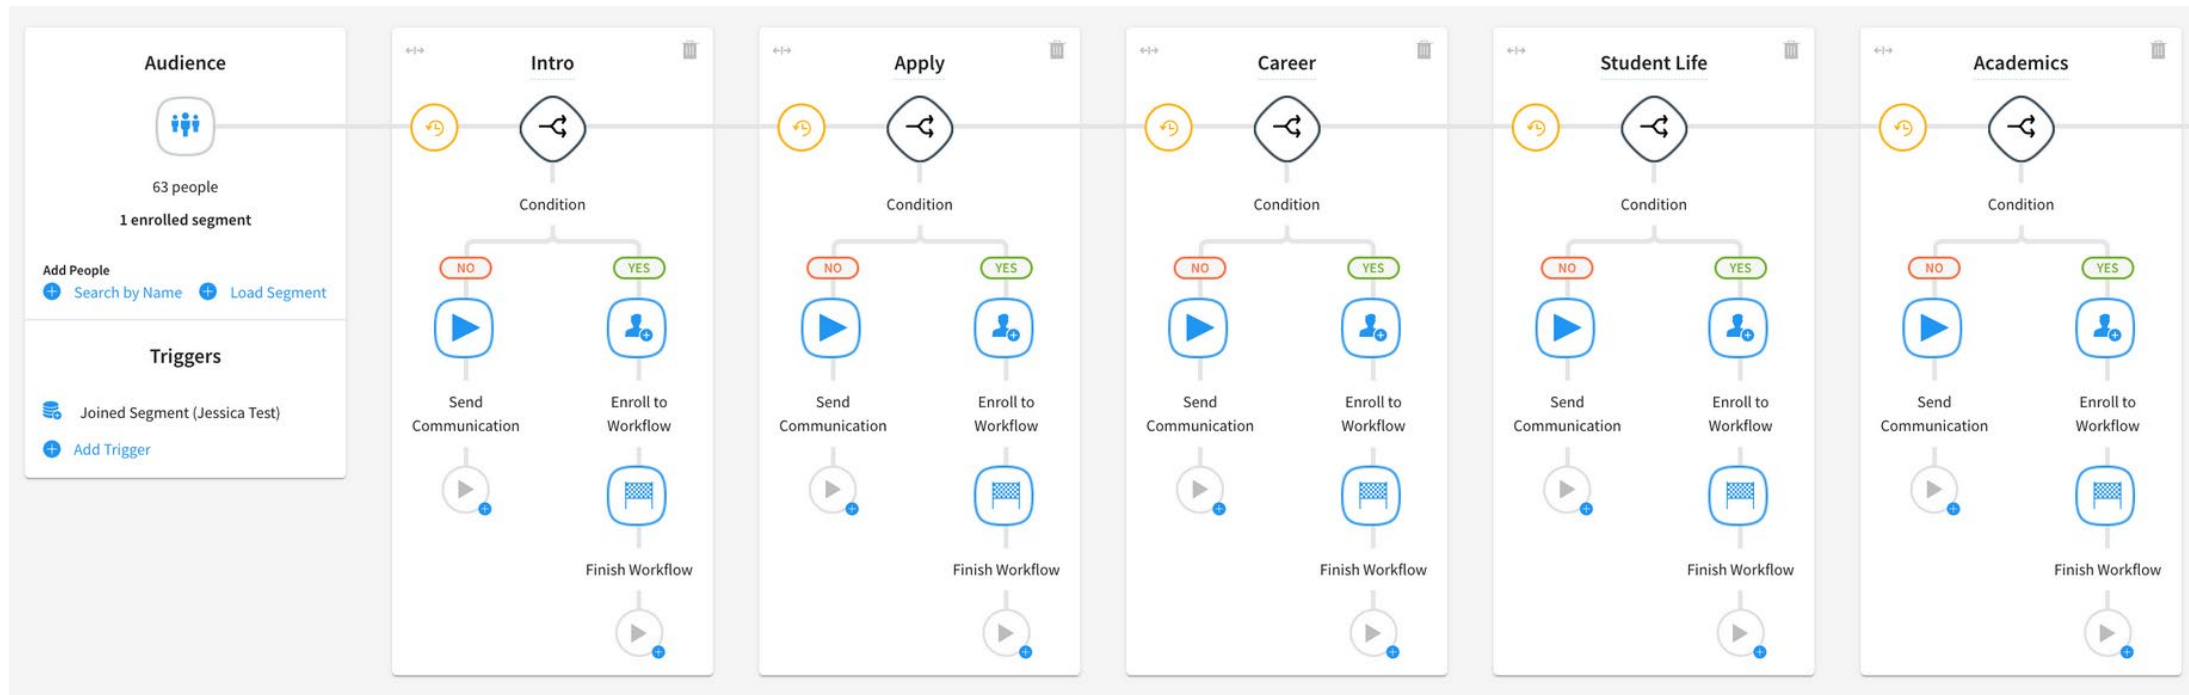 Audience
63 people
1 enrolled segment
Add People
Search by Name
Load Segment
Triggers
Joined Segment (Jessica Test)
Add Trigger
Intro
Condition
NO
YES
Send
Communication
Enroll to
Workflow
Finish Workflow
Apply
Condition
NO
YES
Send
Communication
Enroll to
Workflow
Finish Workflow
Career
Condition
NO
YES
Send
Communication
Enroll to
Workflow
Finish Workflow
Student Life
Condition
NO
YES
Send
Communication
Enroll to
Workflow
Finish Workflow
Academics
Condition
NO
YES
Send
Communication
Enroll to
Workflow
Finish Workflow